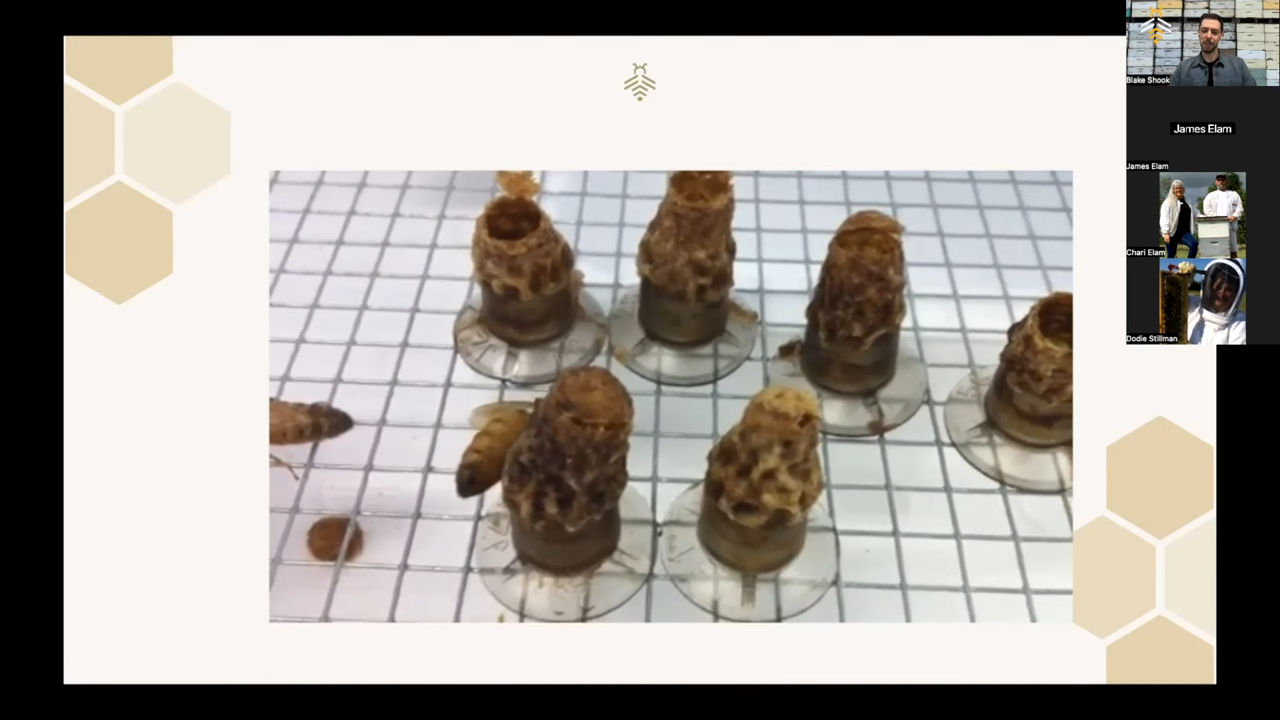 Blake Shook
James Elam
James Elam
Chari Elam
Dodie Stillman